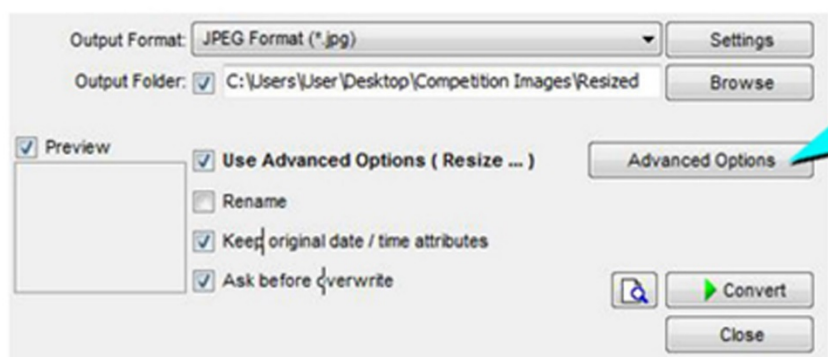 Output Format: JPEG Format (*.jpg) Settings
Output Folder: C:\Users\User\Desktop\Competition Images\Resized Browse
Preview
Use Advanced Options ( Resize ... ) Advanced Options
Rename
Keep original date / time attributes
Ask before overwrite
Convert
Close